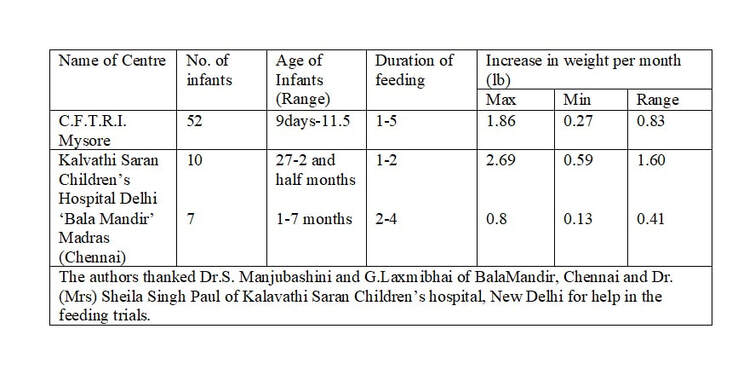 Name of Centre No. of infants Age of Infants (Range) Duration of feeding Increase in weight per month (lb)
Max Min Range
C.F.T.R.I. Mysore 52 9days-11.5 1-5 1.86 0.27 0.83
Kalvathi Saran Children’s Hospital Delhi 10 27-2 and half months 1-2 2.69 0.59 1.60
‘Bala Mandir’ Madras (Chennai) 7 1-7 months 2-4 0.8 0.13 0.41
The authors thanked Dr.S. Manjubashini and G.Laxmibhai of BalaMandir, Chennai and Dr.
(Mrs) Sheila Singh Paul of Kalavathi Saran Children’s hospital, New Delhi for help in the
feeding trials.